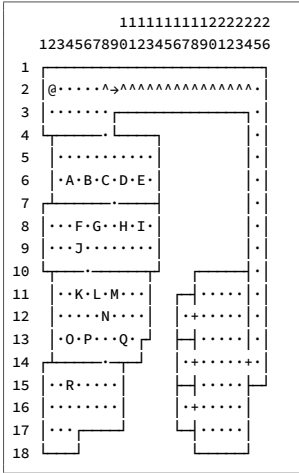 11111111112222222
12345678901234567890123456
1 ┌────────────────────────┐
2 │@·····^→^^^^^^^^^^^^^^^·│
3 │·······┌──────────────┐·│
4 └┬─────·└────┐         │·│
5  │···········│         │·│
6  │·A·B·C·D·E·│         │·│
7 ┌┴──────·────┤         │·│
8 │···F·G··H·I·│         │·│
9 │···J········│         │·│
10 └┬───·──────┬┘   ┌─────┤·│
11  │··K·L·M···│  ┌─┤·····│·│
12  │·····N····│  │·+·····│·│
13  │·O·P···Q·┌┘  ├─┤·····│·│
14 ┌┴─────·─┬─┘   │·+·····+·│
15 │··R·····│     ├─┤·····├─┘
16 │········│     │·+·····│
17 │···┌────┘     └─┤·····│
18 └───┘            └─────┘